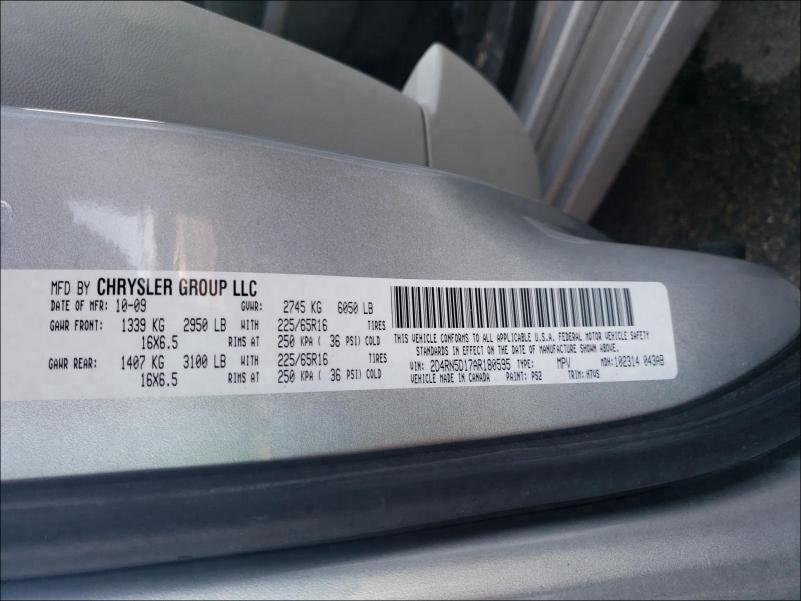 MFD BY CHRYSLER GROUP LLC
DATE OF MFR: 10-09 GVWR: 2745 KG 6050 LB
GAWR FRONT: 1339 KG 2950 LB WITH 225/65R16 TIRES
16X6.5 RIMS AT 250 KPA ( 36 PSI) COLD
GAWR REAR: 1407 KG 3100 LB WITH 225/65R16 TIRES
16X6.5 RIMS AT 250 KPA ( 36 PSI) COLD
THIS VEHICLE CONFORMS TO ALL APPLICABLE U.S.A. FEDERAL MOTOR VEHICLE SAFETY
STANDARDS IN EFFECT ON THE DATE OF MANUFACTURE SHOWN ABOVE.
VIN: 2D4RN5D17AR180595 TYPE: MPV MDH: 102314 043AB
VEHICLE MADE IN CANADA PAINT: PS2 TRIM: H7VS